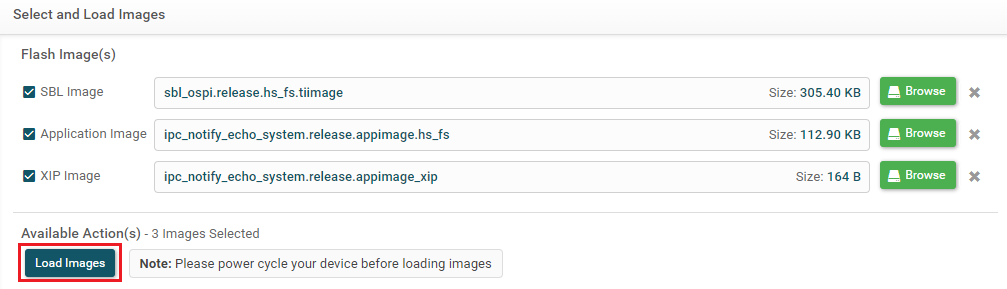 Select and Load Images
Flash Image(s)
SBL Image sbl_ospi.release.hs_fs.tiimage Size: 305.40 KB Browse
Application Image ipc_notify_echo_system.release.appimage.hs_fs Size: 112.90 KB Browse
XIP Image ipc_notify_echo_system.release.appimage_xip Size: 164 B Browse
Available Action(s) - 3 Images Selected
Load Images Note: Please power cycle your device before loading images